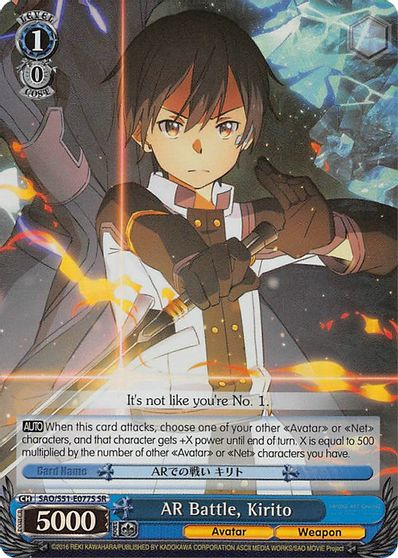 LEVEL
1
0
COST
It's not like you're No. 1.
AUTO When this card attacks, choose one of your other «Avatar» or «Net»
characters, and that character gets +X power until end of turn. X is equal to 500
multiplied by the number of other «Avatar» or «Net» characters you have.
Card Name
ARでの戦い キリト
CH SAO/S51-E077S SR
AR Battle, Kirito
POWER
5000
Avatar
Weapon
©2016 REKI KAWAHARA/PUBLISHED BY KADOKAWA CORPORATION ASCII MEDIA WORKS/SAO MOVIE Project